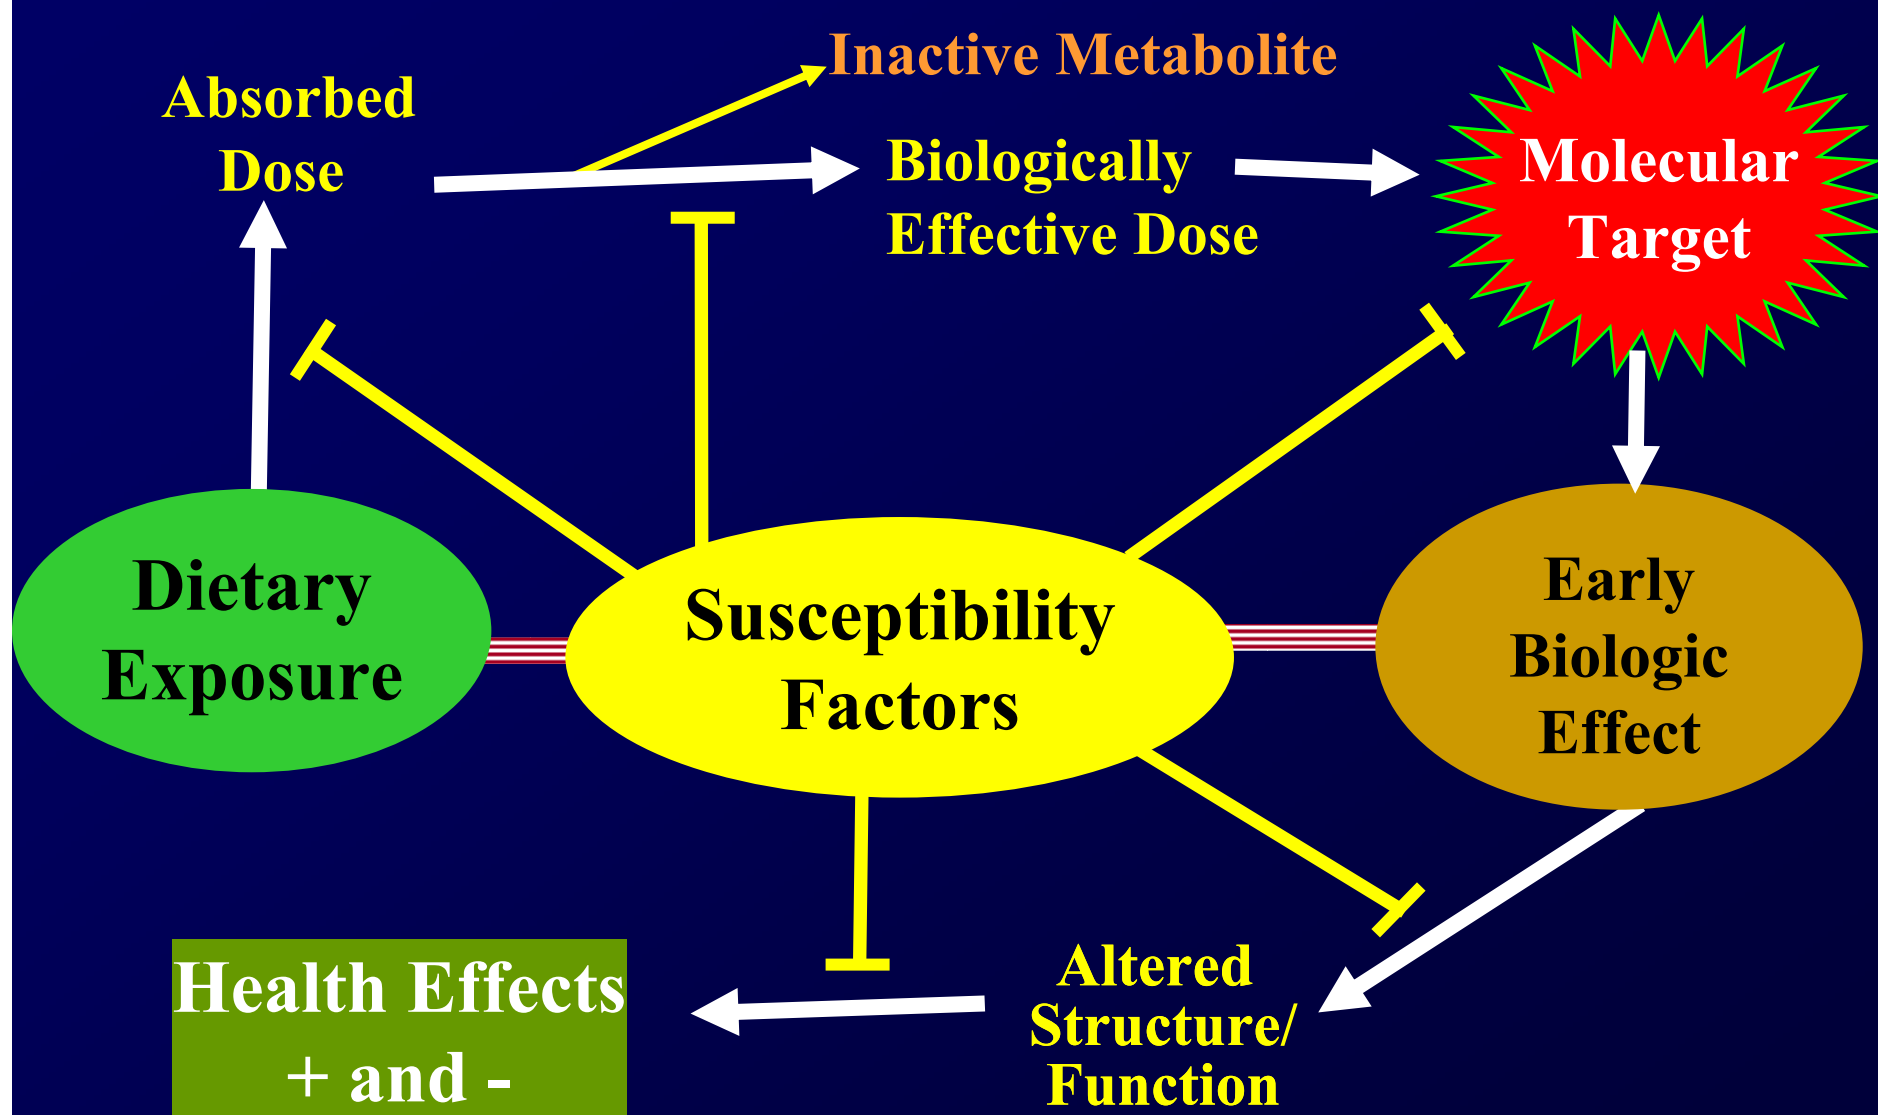 Inactive Metabolite
Absorbed
Dose
Biologically
Effective Dose
Molecular
Target
Dietary
Exposure
Susceptibility
Factors
Early
Biologic
Effect
Health Effects
+ and -
Altered
Structure/
Function